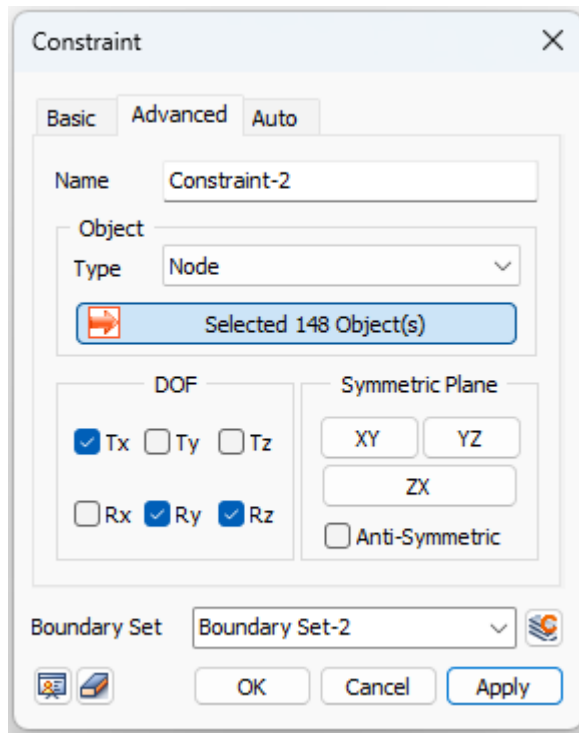 Constraint
Basic Advanced Auto
Name Constraint-2
Object
Type Node
Selected 148 Object(s)
DOF
Tx Ty Tz
Rx Ry Rz
Symmetric Plane
XY YZ
ZX
Anti-Symmetric
Boundary Set Boundary Set-2
OK Cancel Apply